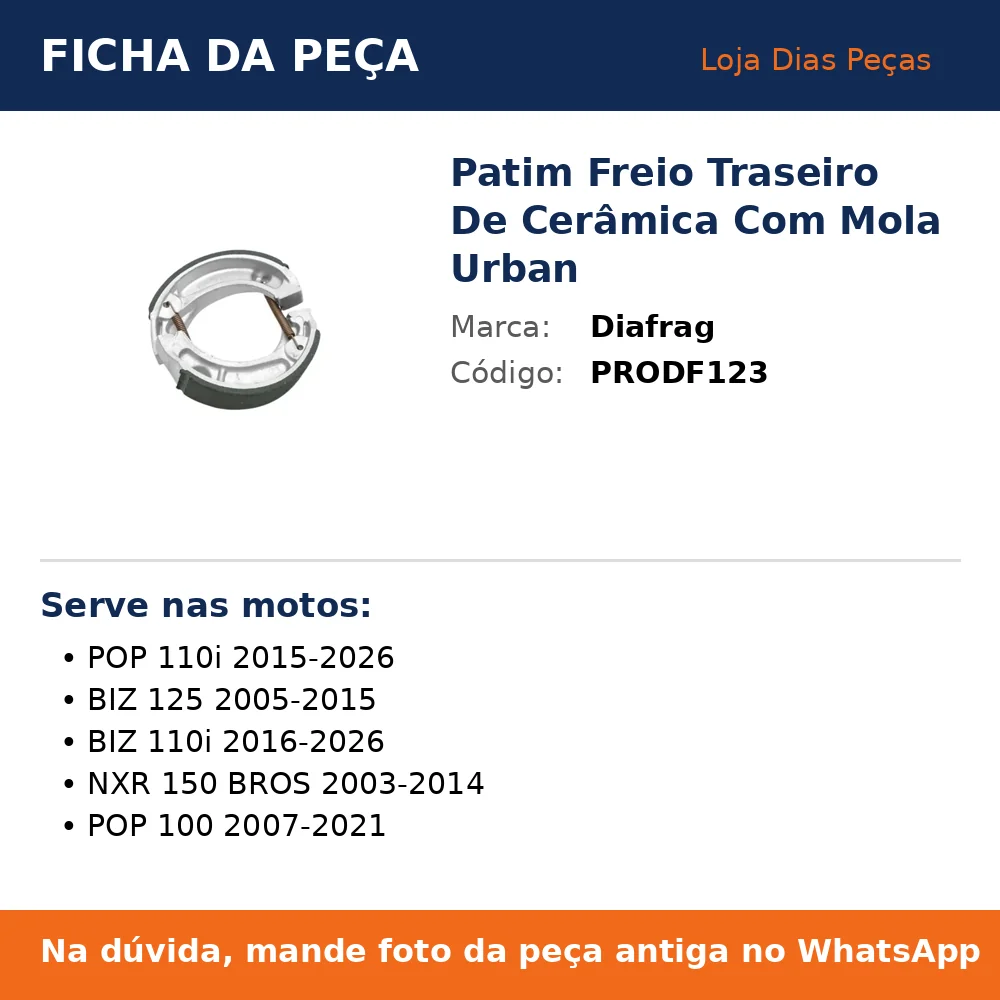 FICHA DA PEÇA
Loja Dias Peças
Patim Freio Traseiro
De Cerâmica Com Mola
Urban
Marca: Diafrag
Código: PRODF123
Serve nas motos:
• POP 110i 2015-2026
• BIZ 125 2005-2015
• BIZ 110i 2016-2026
• NXR 150 BROS 2003-2014
• POP 100 2007-2021
Na dúvida, mande foto da peça antiga no WhatsApp